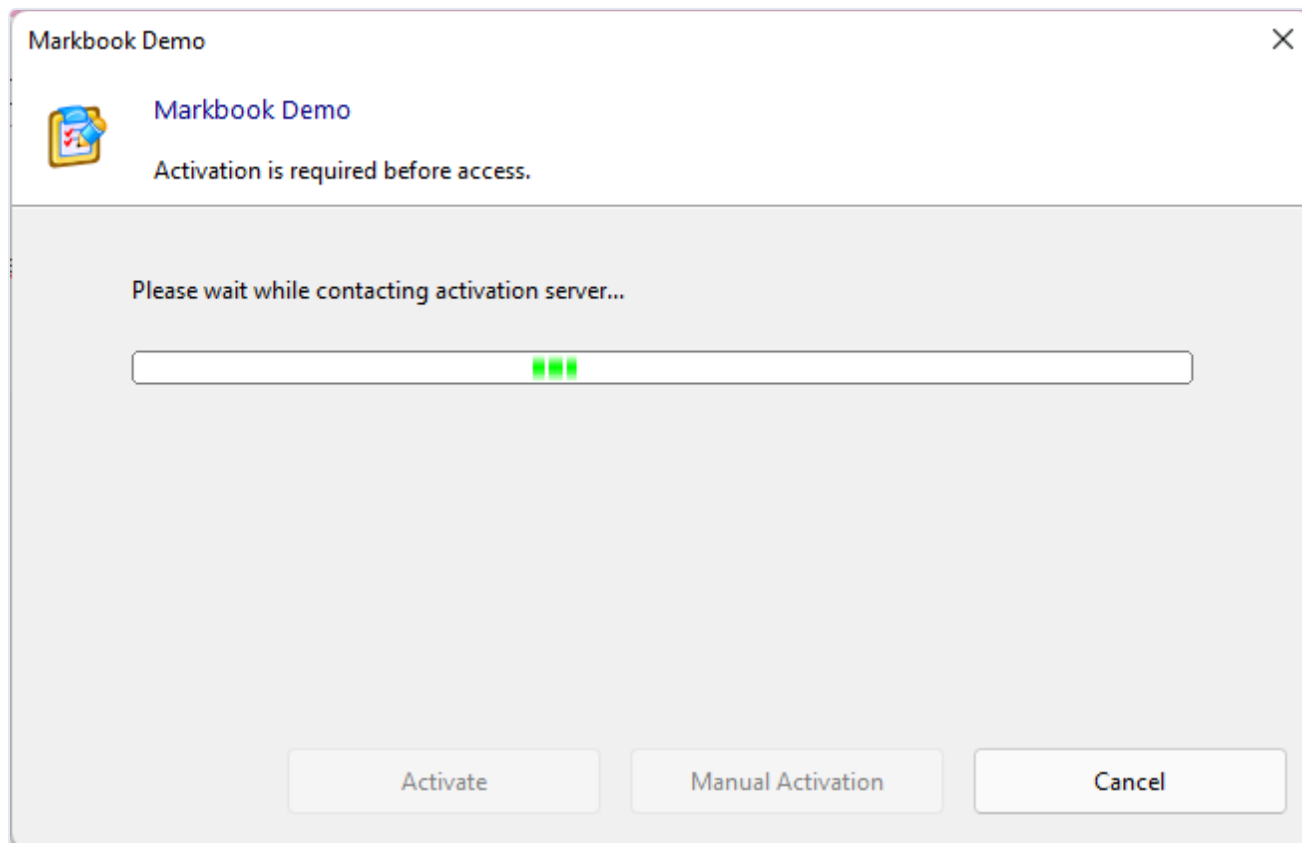 Markbook Demo
Markbook Demo
Activation is required before access.
Please wait while contacting activation server...
Activate
Manual Activation
Cancel